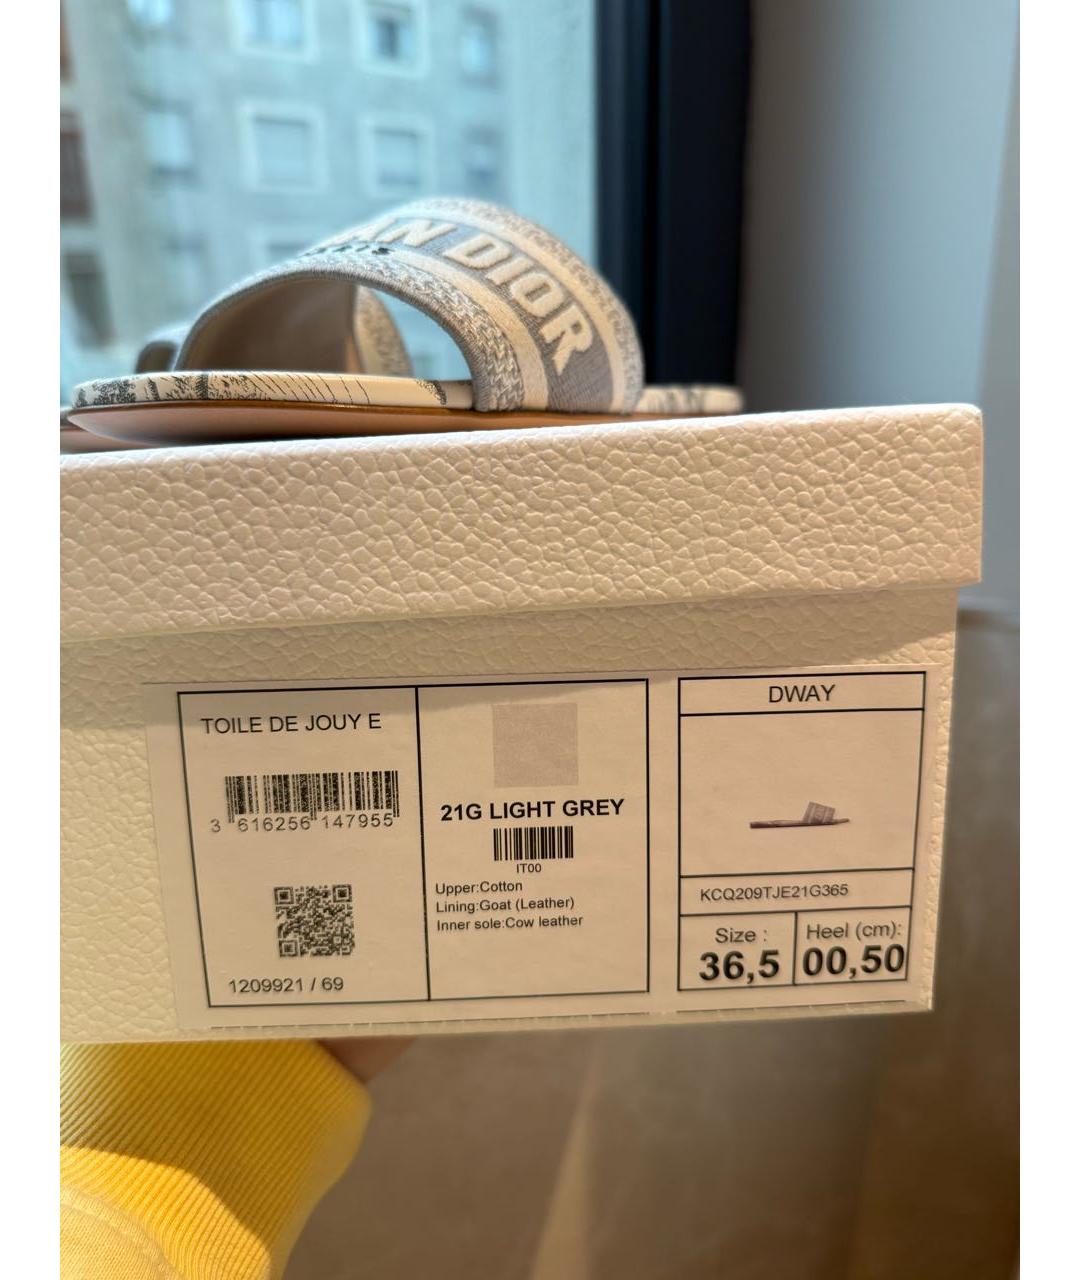 AN DIOR
TOILE DE JOUY E
3 616256 147955
1209921 / 69
21G LIGHT GREY
IT00
Upper:Cotton
Lining:Goat (Leather)
Inner sole:Cow leather
DWAY
KCQ209TJE21G365
Size :
36,5
Heel (cm):
00,50